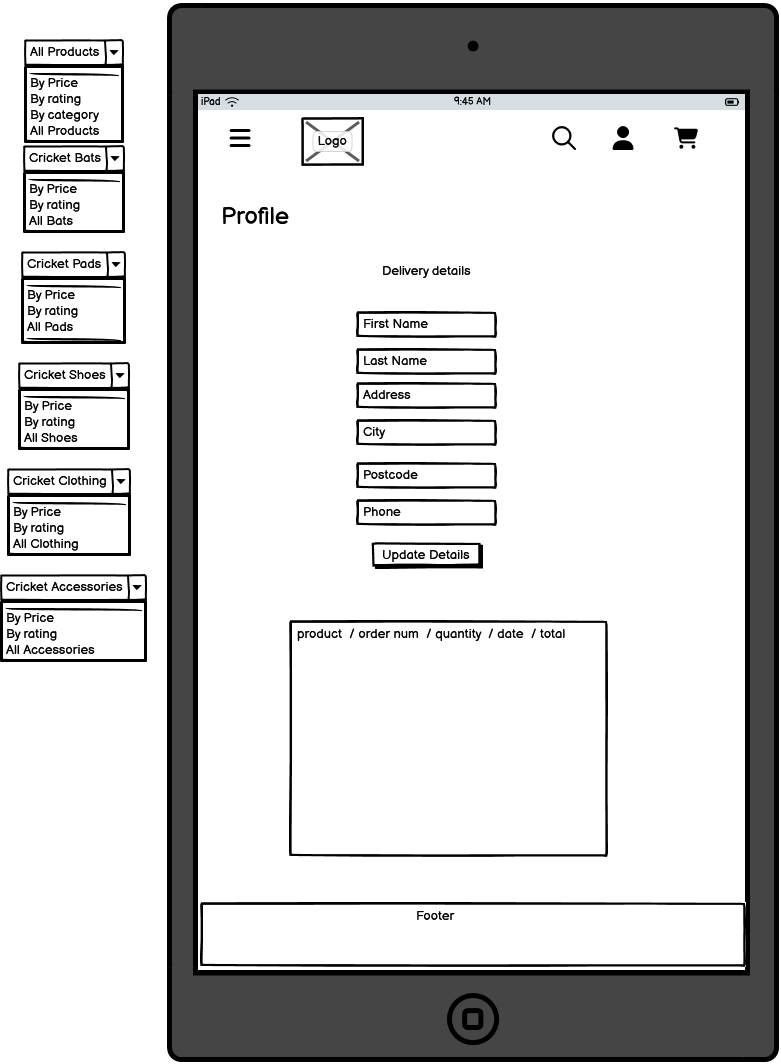 All Products
By Price
By rating
By category
All Products
Cricket Bats
By Price
By rating
All Bats
Cricket Pads
By Price
By rating
All Pads
Cricket Shoes
By Price
By rating
All Shoes
Cricket Clothing
By Price
By rating
All Clothing
Cricket Accessories
By Price
By rating
All Accessories
iPad 9:45 AM
Logo
Profile
Delivery details
First Name
Last Name
Address
City
Postcode
Phone
Update Details
product / order num / quantity / date / total
Footer